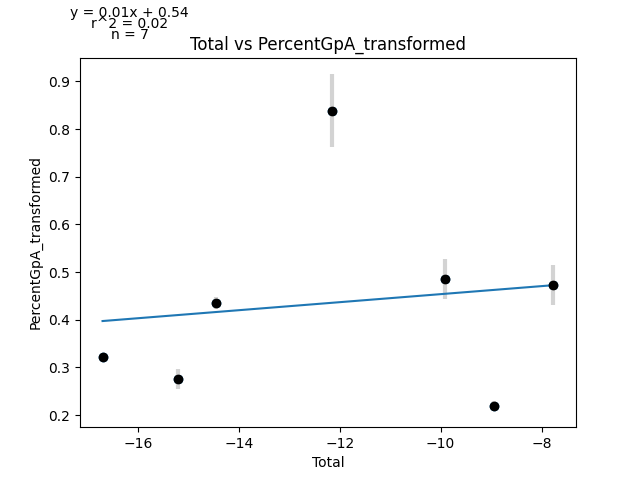 y = 0.01x + 0.54
r^2 = 0.02
n = 7
Total vs PercentGpA_transformed
0.9
0.8
0.7
0.6
0.5
0.4
0.3
0.2
PercentGpA_transformed
−16
−14
−12
−10
−8
Total